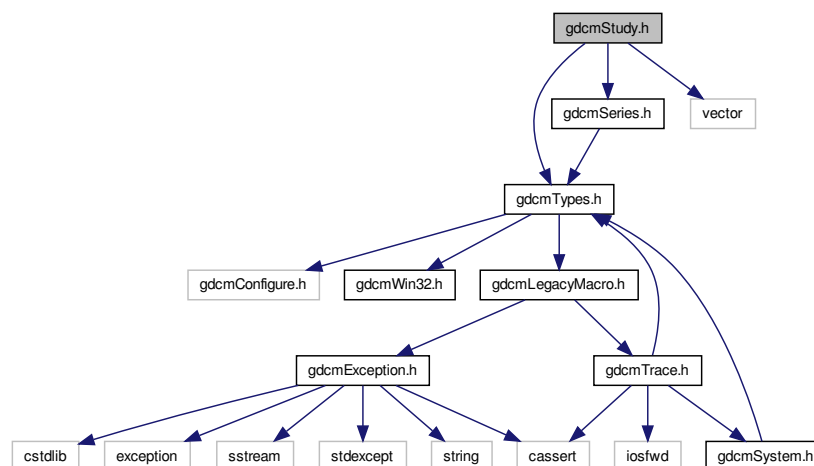 gdcmStudy.h
gdcmSeries.h
vector
gdcmTypes.h
gdcmConfigure.h
gdcmWin32.h
gdcmLegacyMacro.h
gdcmException.h
gdcmTrace.h
cstdlib
exception
sstream
stdexcept
string
cassert
iosfwd
gdcmSystem.h